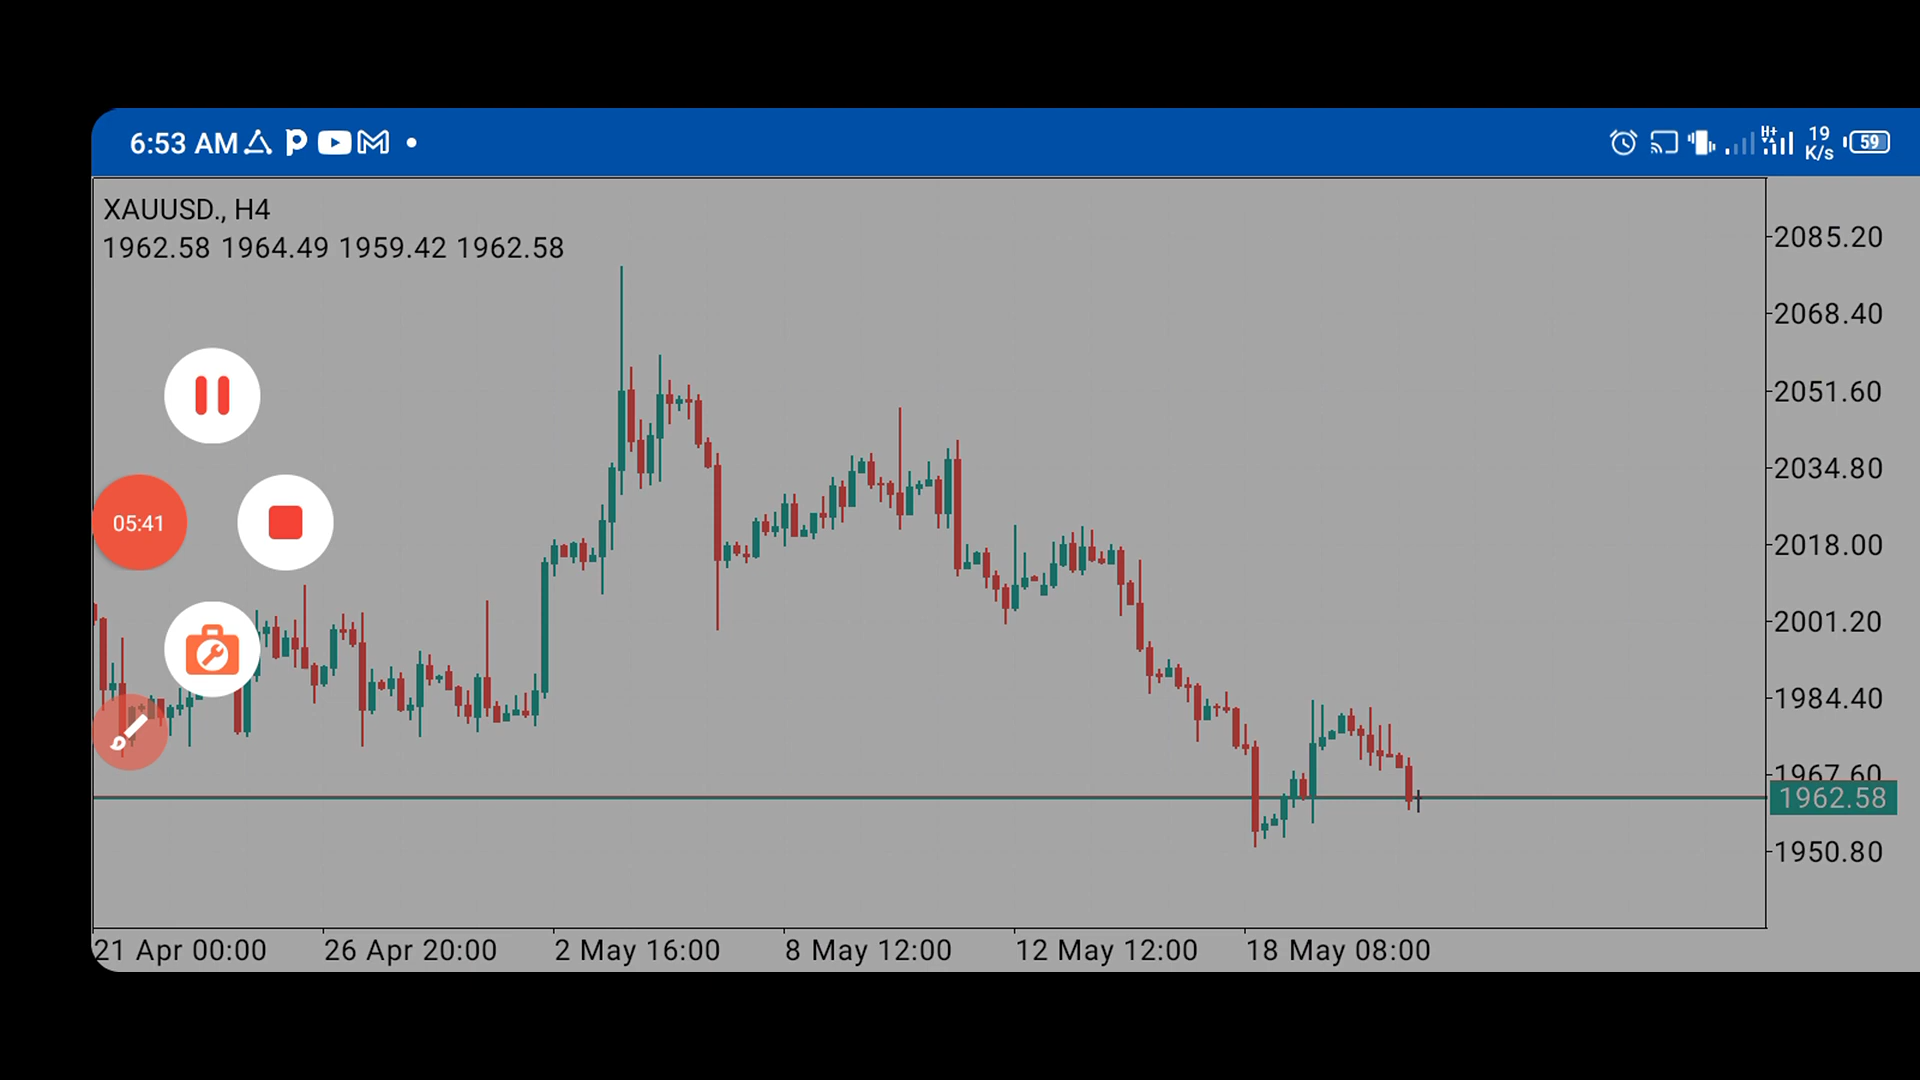 6:53 AM
H+
19
K/s
59
XAUUSD., H4
1962.58 1964.49 1959.42 1962.58
05:41
2085.20
2068.40
2051.60
2034.80
2018.00
2001.20
1984.40
1967.60
1962.58
1950.80
21 Apr 00:00 26 Apr 20:00 2 May 16:00 8 May 12:00 12 May 12:00 18 May 08:00